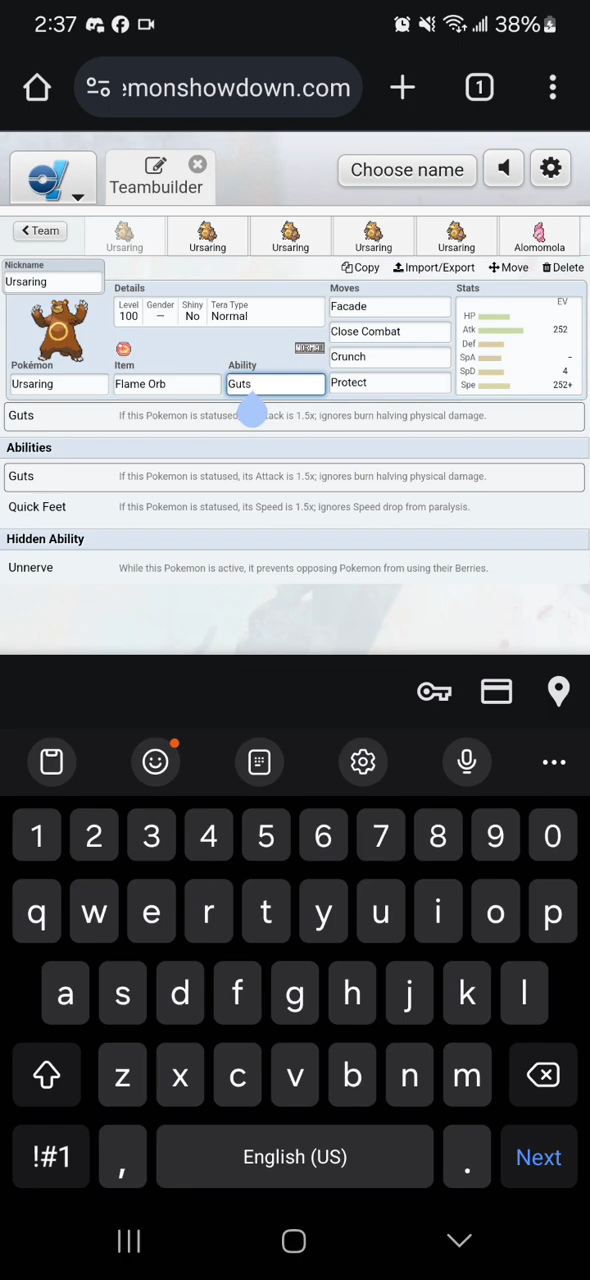 2:37 38%
:monshowdown.com 1
Teambuilder Choose name
Team Ursaring Ursaring Ursaring Ursaring Ursaring Alomomola
Nickname Copy Import/Export Move Delete
Ursaring
Details Moves Stats
Level Gender Shiny Tera Type
100 — No Normal
Facade
Close Combat
Crunch
Protect
EV
HP
Atk 252
Def
SpA –
SpD 4
Spe 252+
NORMAL
Pokémon Item Ability
Ursaring Flame Orb Guts
Guts If this Pokemon is statused, its Attack is 1.5x; ignores burn halving physical damage.
Abilities
Guts If this Pokemon is statused, its Attack is 1.5x; ignores burn halving physical damage.
Quick Feet If this Pokemon is statused, its Speed is 1.5x; ignores Speed drop from paralysis.
Hidden Ability
Unnerve While this Pokemon is active, it prevents opposing Pokemon from using their Berries.
1 2 3 4 5 6 7 8 9 0
q w e r t y u i o p
a s d f g h j k l
z x c v b n m
!#1 , English (US) . Next